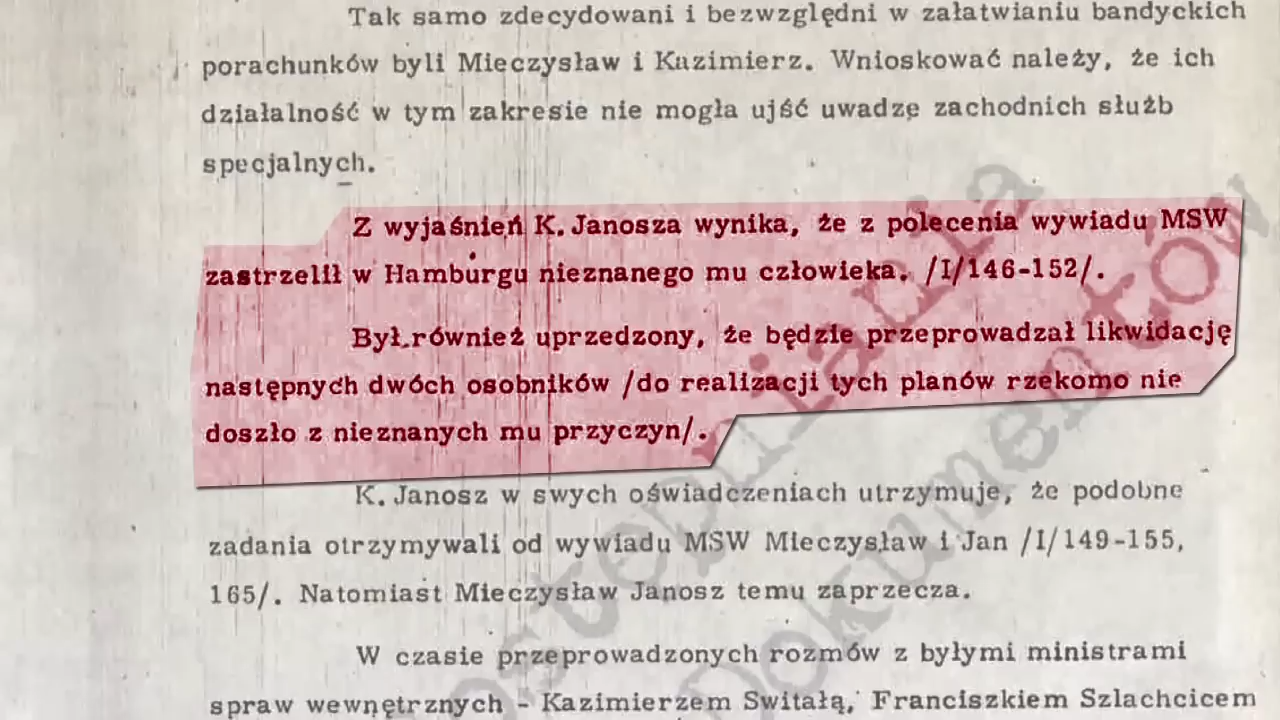 Tak samo zdecydowani i bezwzględni w załatwianiu bandyckich
porachunków byli Mieczysław i Kazimierz. Wnioskować należy, że ich
działalność w tym zakresie nie mogła ujść uwadze zachodnich służb
specjalnych.
Z wyjaśnień K. Janosza wynika, że z polecenia wywiadu MSW
zastrzelił w Hamburgu nieznanego mu człowieka. /I/146-152/.
Był również uprzedzony, że będzie przeprowadzał likwidację
następnych dwóch osobników /do realizacji tych planów rzekomo nie
doszło z nieznanych mu przyczyn/.
K. Janosz w swych oświadczeniach utrzymuje, że podobne
zadania otrzymywali od wywiadu MSW Mieczysław i Jan /I/149-155,
165/. Natomiast Mieczysław Janosz temu zaprzecza.
W czasie przeprowadzonych rozmów z byłymi ministrami
spraw wewnętrznych - Kazimierzem Switałą, Franciszkiem Szlachcicem